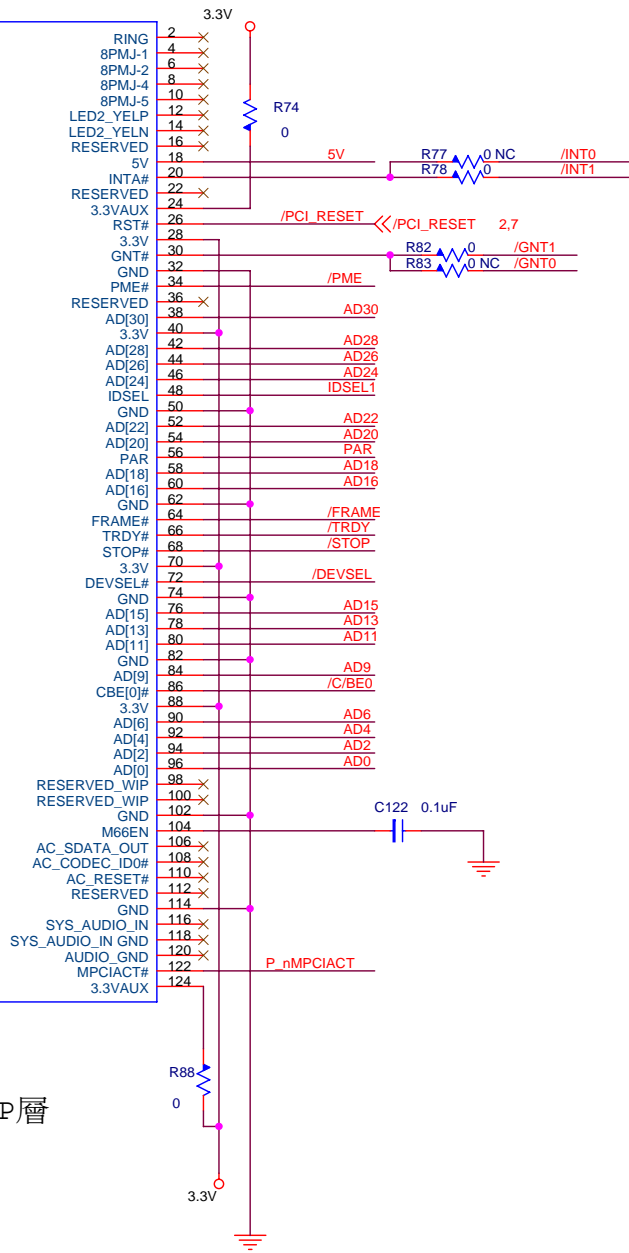 3.3V
RING 2
8PMJ-1 4
8PMJ-2 6
R74
8PMJ-4 8
8PMJ-5 10
LED2_YELP 12
0
LED2_YELN 14
RESERVED 16
5V 18 5V R77 0 NC /INT0
INTA# 20 R78 0 /INT1
RESERVED 22
3.3VAUX 24
RST# 26 /PCI_RESET /PCI_RESET 2,7
3.3V 28
GNT# 30 R82 0 /GNT1
GND 32 R83 0 NC /GNT0
PME# 34 /PME
RESERVED 36
AD[30] 38 AD30
3.3V 40
AD[28] 42 AD28
AD[26] 44 AD26
AD[24] 46 AD24
IDSEL 48 IDSEL1
GND 50
AD[22] 52 AD22
AD[20] 54 AD20
PAR 56 PAR
AD[18] 58 AD18
AD[16] 60 AD16
GND 62
FRAME# 64 /FRAME
TRDY# 66 /TRDY
STOP# 68 /STOP
3.3V 70
DEVSEL# 72 /DEVSEL
GND 74
AD[15] 76 AD15
AD[13] 78 AD13
AD[11] 80 AD11
GND 82
AD[9] 84 AD9
CBE[0]# 86 /C/BE0
3.3V 88
AD[6] 90 AD6
AD[4] 92 AD4
AD[2] 94 AD2
AD[0] 96 AD0
RESERVED_WIP 98
RESERVED_WIP 100
GND 102
C122 0.1uF
M66EN 104
AC_SDATA_OUT 106
AC_CODEC_ID0# 108
AC_RESET# 110
RESERVED 112
GND 114
SYS_AUDIO_IN 116
SYS_AUDIO_IN GND 118
AUDIO_GND 120
MPCIACT# 122 P_nMPCIACT
3.3VAUX 124
R88
0
P層
3.3V